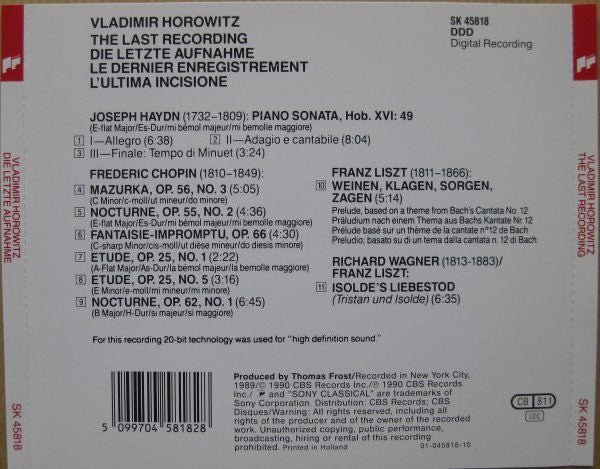 VLADIMIR HOROWITZ
THE LAST RECORDING
DIE LETZTE AUFNAHME
LE DERNIER ENREGISTREMENT
L'ULTIMA INCISIONE
SK 45818
DDD
Digital Recording
JOSEPH HAYDN (1732–1809): PIANO SONATA, Hob. XVI: 49
(E-flat Major/Es-Dur/mi bémol majeur/mi bemolle maggiore)
1 I—Allegro (6:38) 2 II—Adagio e cantabile (8:04)
3 III—Finale: Tempo di Minuet (3:24)
FREDERIC CHOPIN (1810–1849):
4 MAZURKA, OP. 56, NO. 3 (5:05)
(C Minor/c-moll/ut mineur/do minore)
5 NOCTURNE, OP. 55, NO. 2 (4:36)
(E-flat Major/Es-Dur/mi bémol majeur/mi bemolle maggiore)
6 FANTAISIE-IMPROMPTU, OP. 66 (4:30)
(C-sharp Minor/cis-moll/ut dièse mineur/do diesis minore)
7 ETUDE, OP. 25, NO. 1 (2:22)
(A-Flat Major/As-Dur/la bémol majeur/la bemolle maggiore)
8 ETUDE, OP. 25, NO. 5 (3:16)
(E Minor/e-moll/mi mineur/mi minore)
9 NOCTURNE, OP. 62, NO. 1 (6:45)
(B Major/H-Dur/si majeur/si maggiore)
FRANZ LISZT (1811–1866):
10 WEINEN, KLAGEN, SORGEN,
ZAGEN (5:14)
Prelude, based on a theme from Bach's Cantata No. 12
Präludium nach einem Thema aus Bachs Kantate Nº 12
Prélude basé sur un thème de la cantate nº 12 de Bach
Preludio; basato su di un tema dalla cantata n. 12 di Bach
RICHARD WAGNER (1813-1883)/
FRANZ LISZT:
11 ISOLDE'S LIEBESTOD
(Tristan und Isolde) (6:35)
For this recording 20-bit technology was used for "high definition sound."
Produced by Thomas Frost/Recorded in New York City,
1989/© 1990 CBS Records Inc./℗ 1990 CBS Records
Inc./ and "SONY CLASSICAL" are trademarks of
Sony Corporation. Distribution: CBS Records; CBS
Disques/Warning: All rights reserved, including all
rights of the producer and of the owner of the recorded
work. Unauthorized copying, public performance,
broadcasting, hiring or rental of this recording
prohibited. Printed in Holland 01-045818-10
5 099704 581828
CB 811
CDC
VLADIMIR HOROWITZ
DIE LETZTE AUFNAHME
SK 45818
VLADIMIR HOROWITZ
THE LAST RECORDING
SK 45818